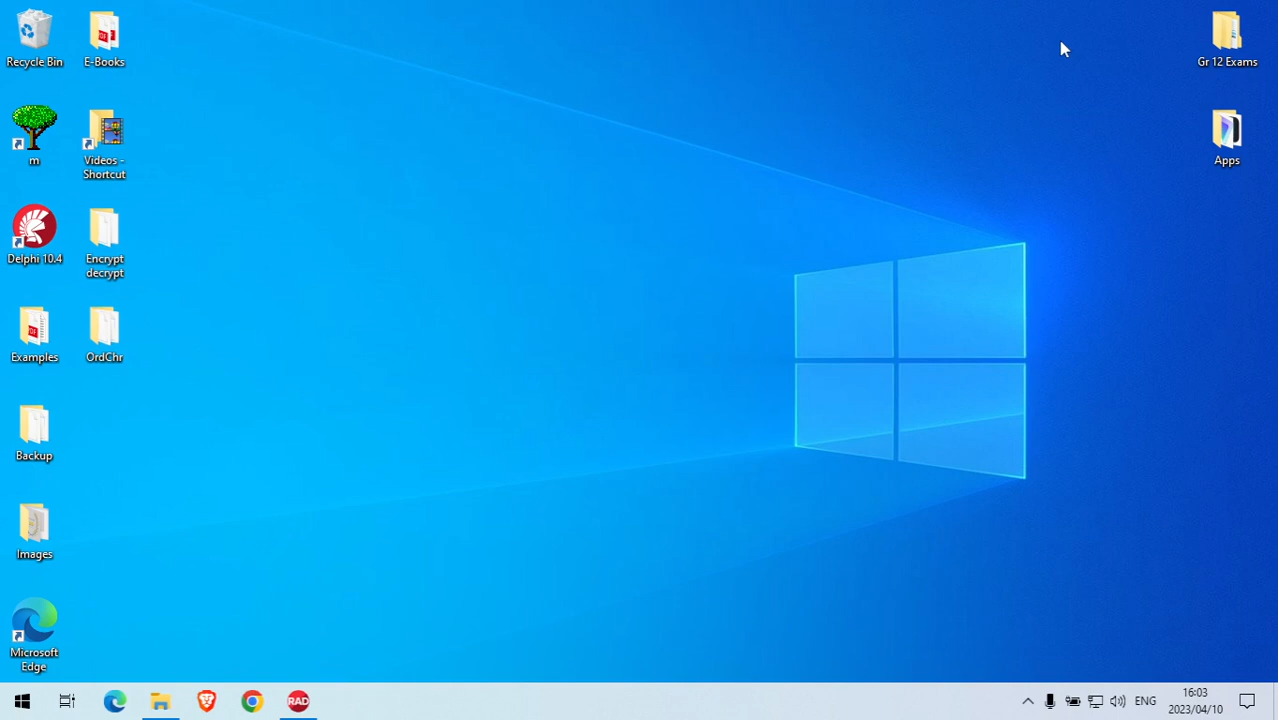 Recycle Bin
E-Books
Gr 12 Exams
m
Videos -
Shortcut
Apps
Delphi 10.4
Encrypt
decrypt
Examples
OrdChr
Backup
Images
Microsoft
Edge
RAD
ENG
16:03
2023/04/10